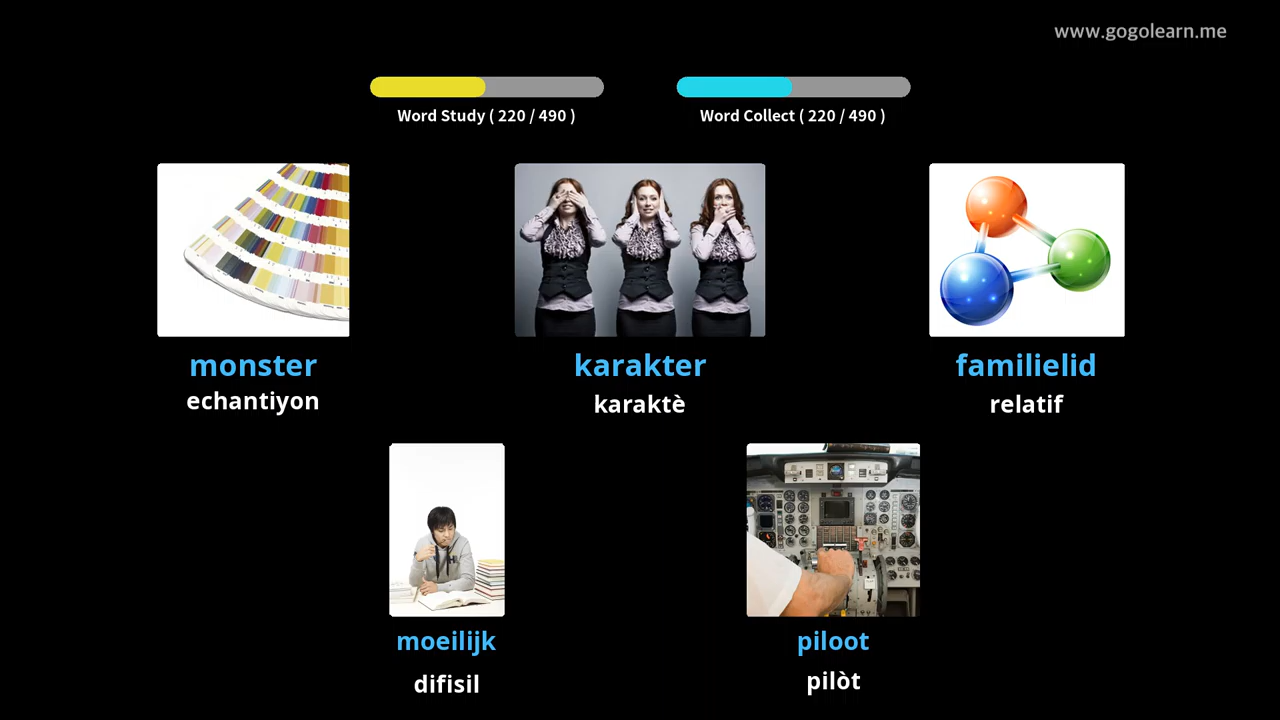 www.gogolearn.me
Word Study ( 220 / 490 )
Word Collect ( 220 / 490 )
monster
echantiyon
karakter
karaktè
familielid
relatif
moeilijk
difisil
piloot
pilòt